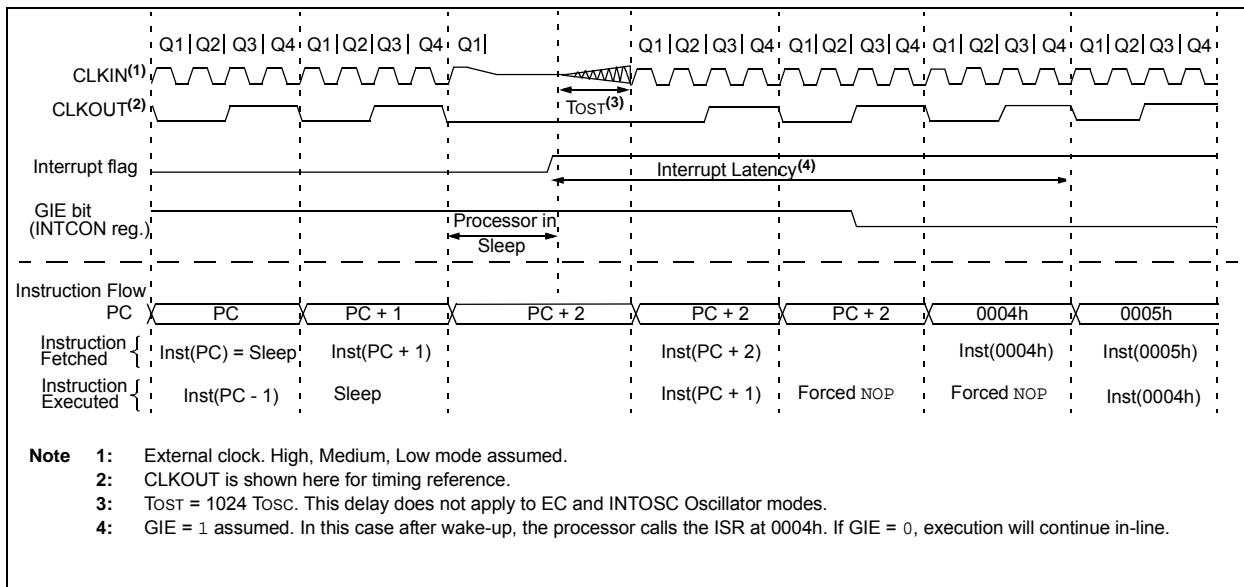 Q1 Q2 Q3 Q4 Q1 Q2 Q3 Q4 Q1 Q1 Q2 Q3 Q4 Q1 Q2 Q3 Q4 Q1 Q2 Q3 Q4 Q1 Q2 Q3 Q4
CLKIN(1)
CLKOUT(2) TOST(3)
Interrupt flag Interrupt Latency(4)
GIE bit
(INTCON reg.) Processor in
Sleep
Instruction Flow
PC PC PC + 1 PC + 2 PC + 2 PC + 2 0004h 0005h
Instruction
Fetched { Inst(PC) = Sleep Inst(PC + 1) Inst(PC + 2) Inst(0004h) Inst(0005h)
Instruction
Executed { Inst(PC - 1) Sleep Inst(PC + 1) Forced NOP Forced NOP Inst(0004h)
Note 1: External clock. High, Medium, Low mode assumed.
2: CLKOUT is shown here for timing reference.
3: TOST = 1024 TOSC. This delay does not apply to EC and INTOSC Oscillator modes.
4: GIE = 1 assumed. In this case after wake-up, the processor calls the ISR at 0004h. If GIE = 0, execution will continue in-line.